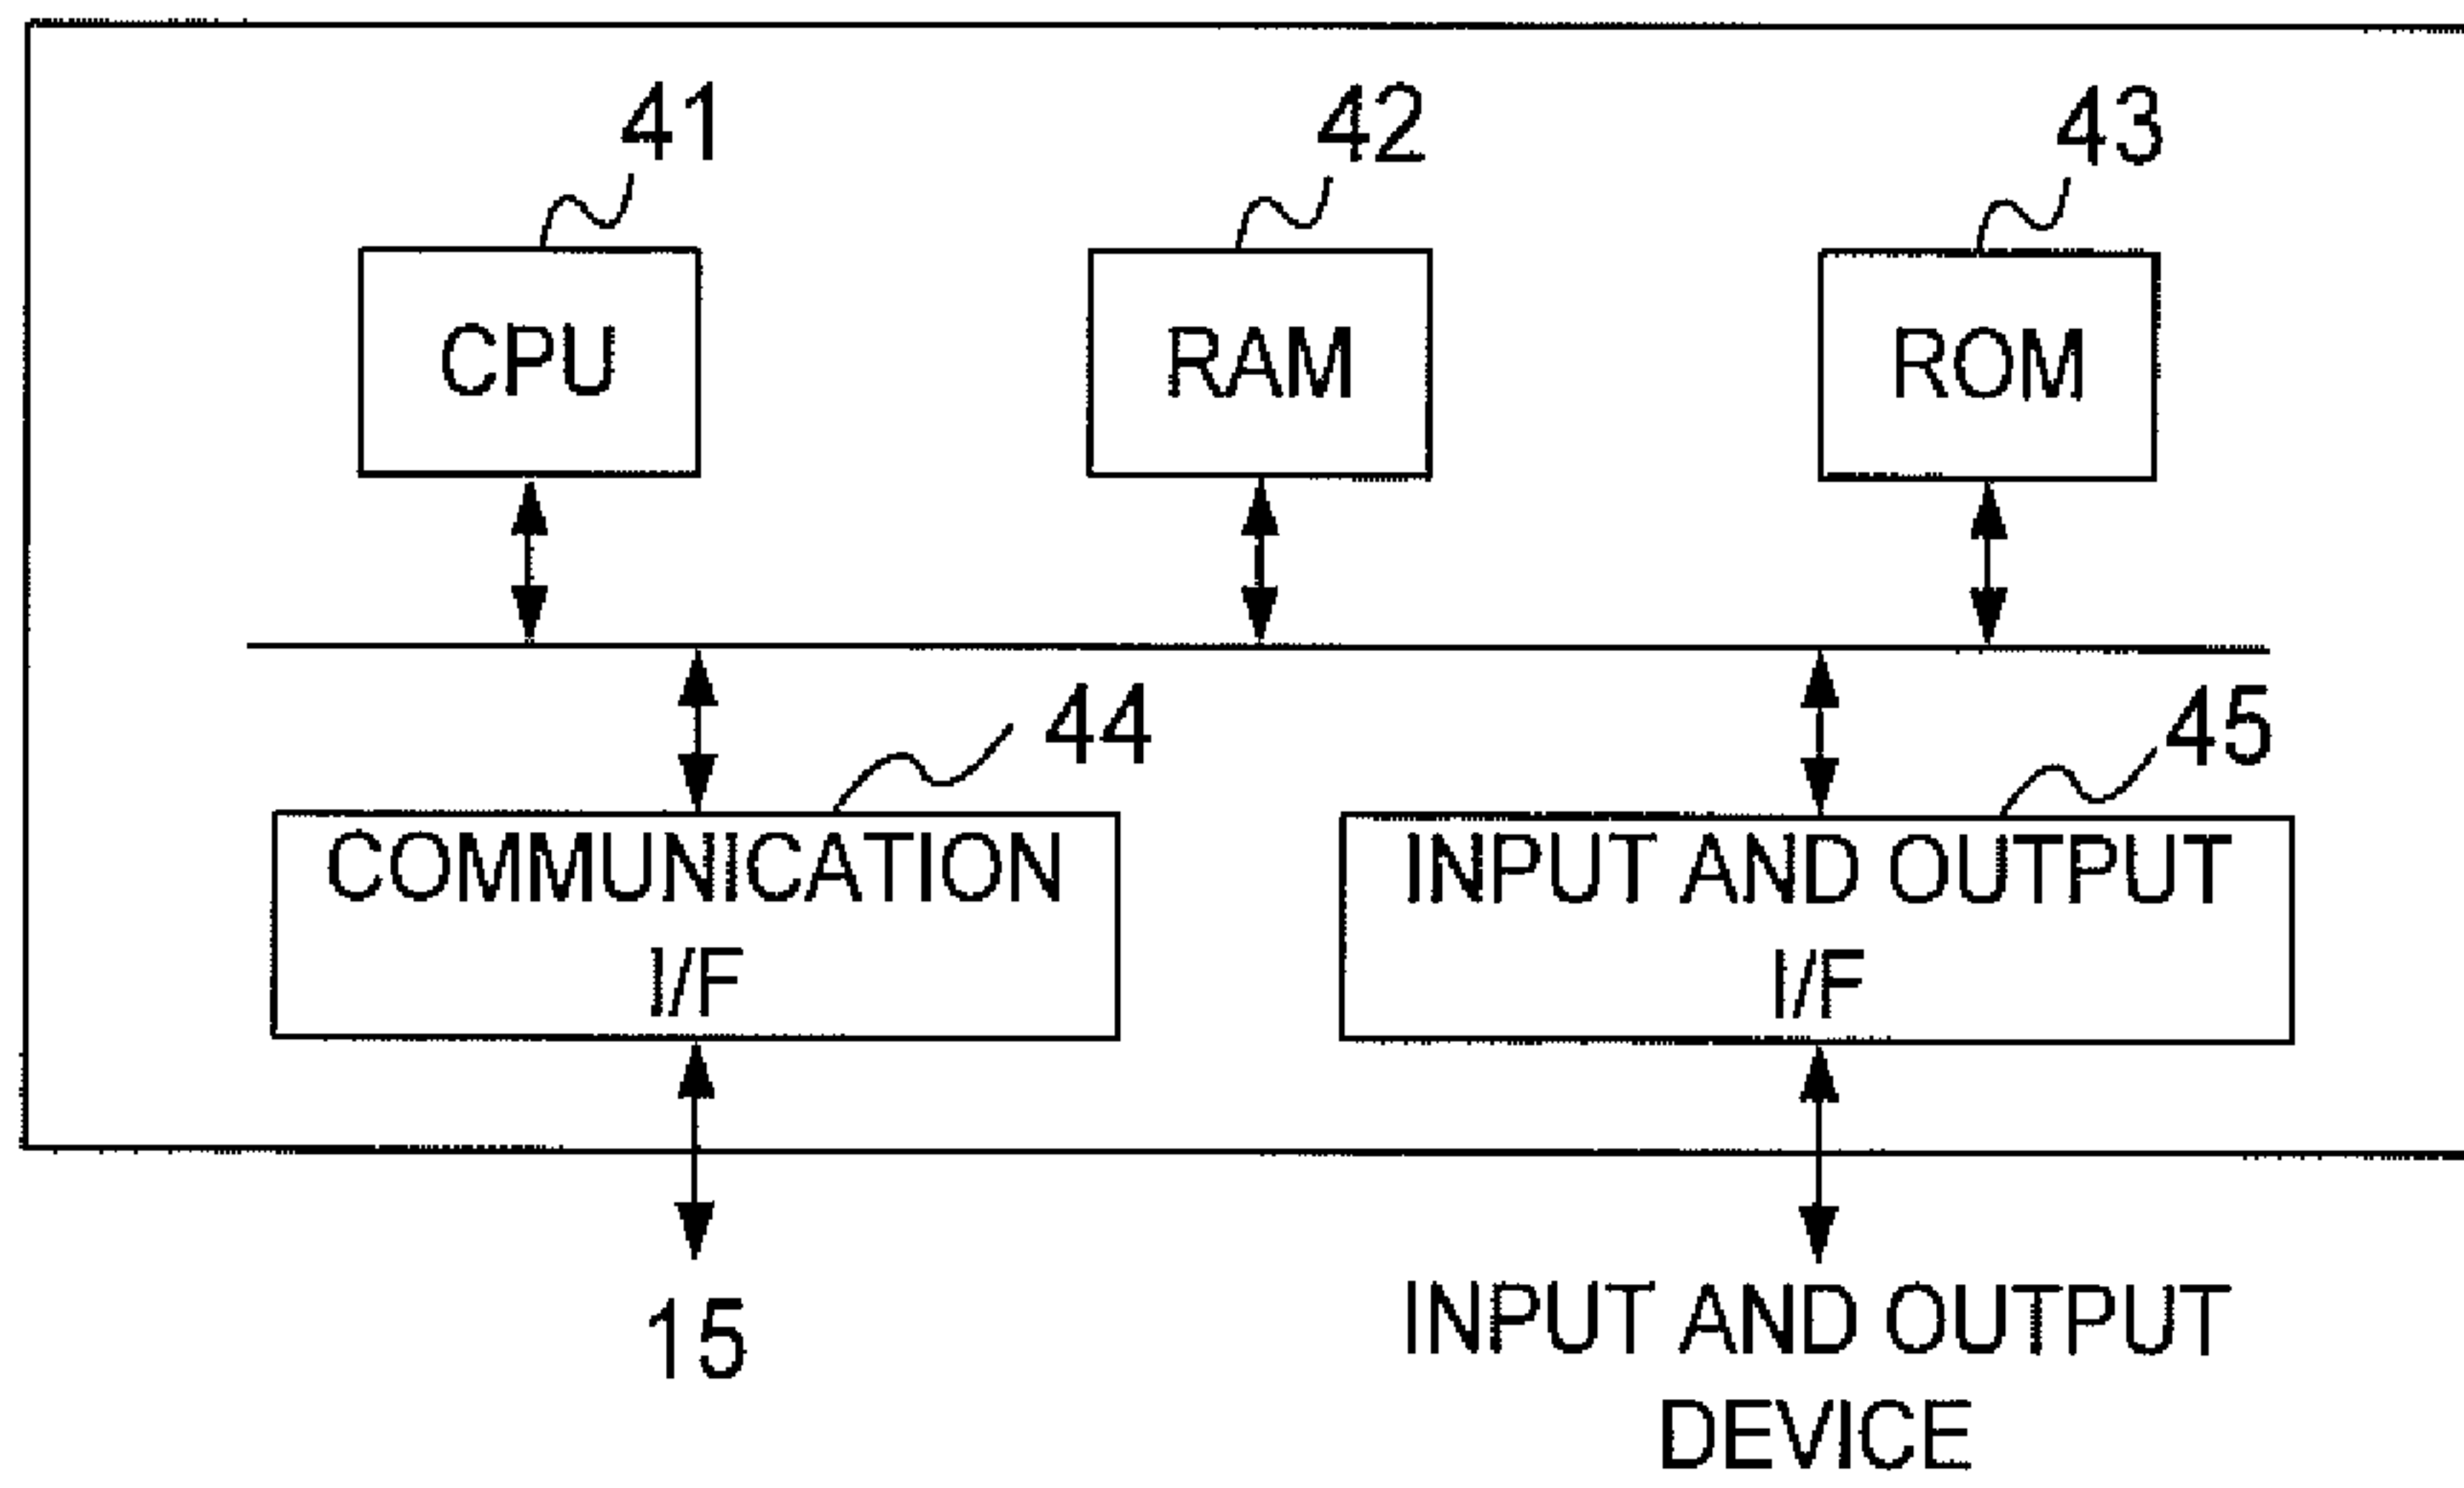 41
42
43
CPU
RAM
ROM
44
45
COMMUNICATION
I/F
INPUT AND OUTPUT
I/F
15
INPUT AND OUTPUT
DEVICE